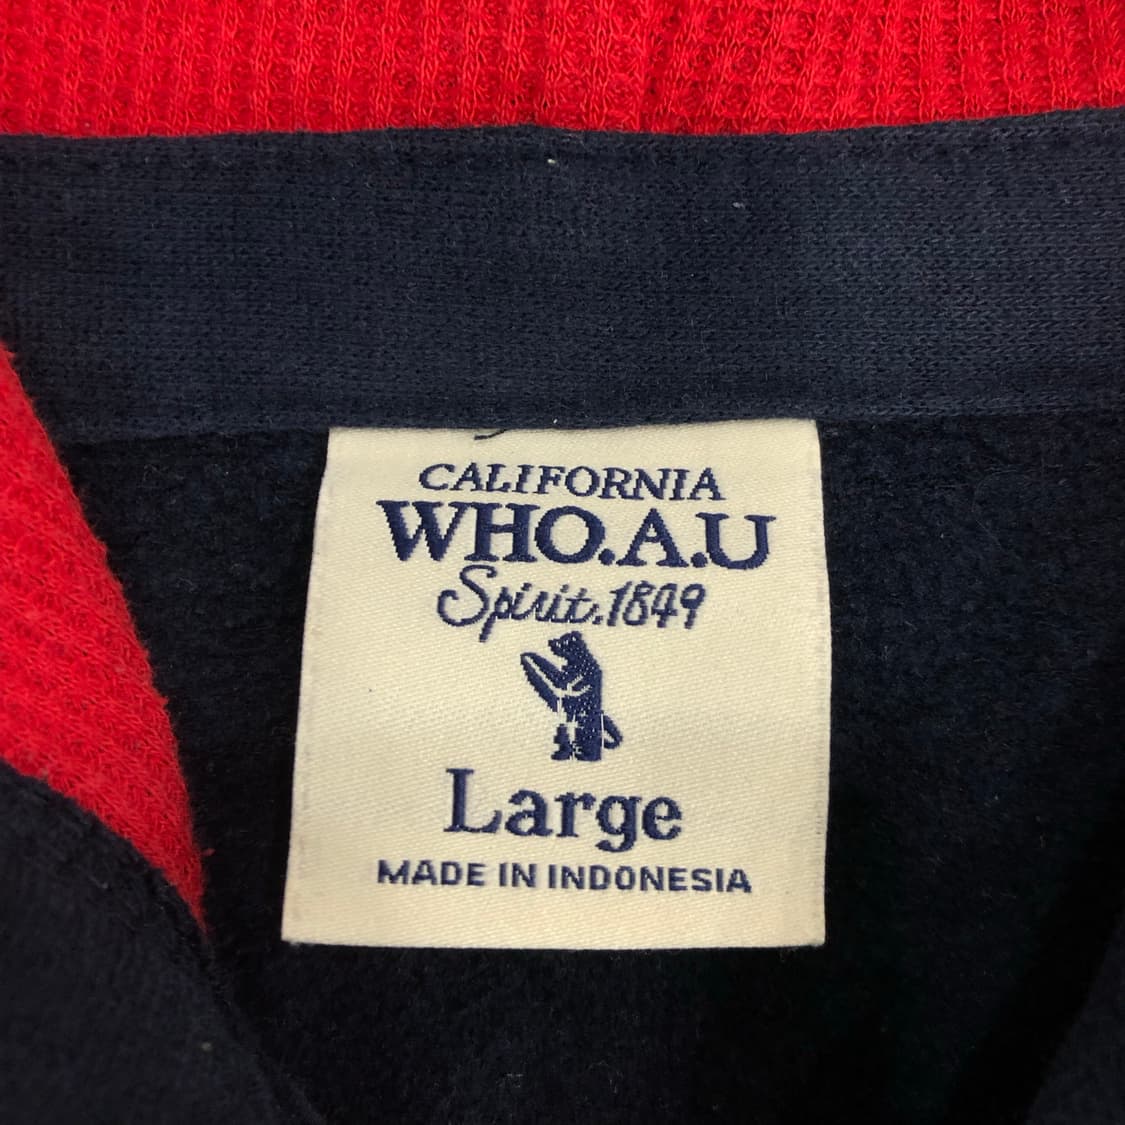 CALIFORNIA
WHO.A.U
Spirit.1849
Large
MADE IN INDONESIA